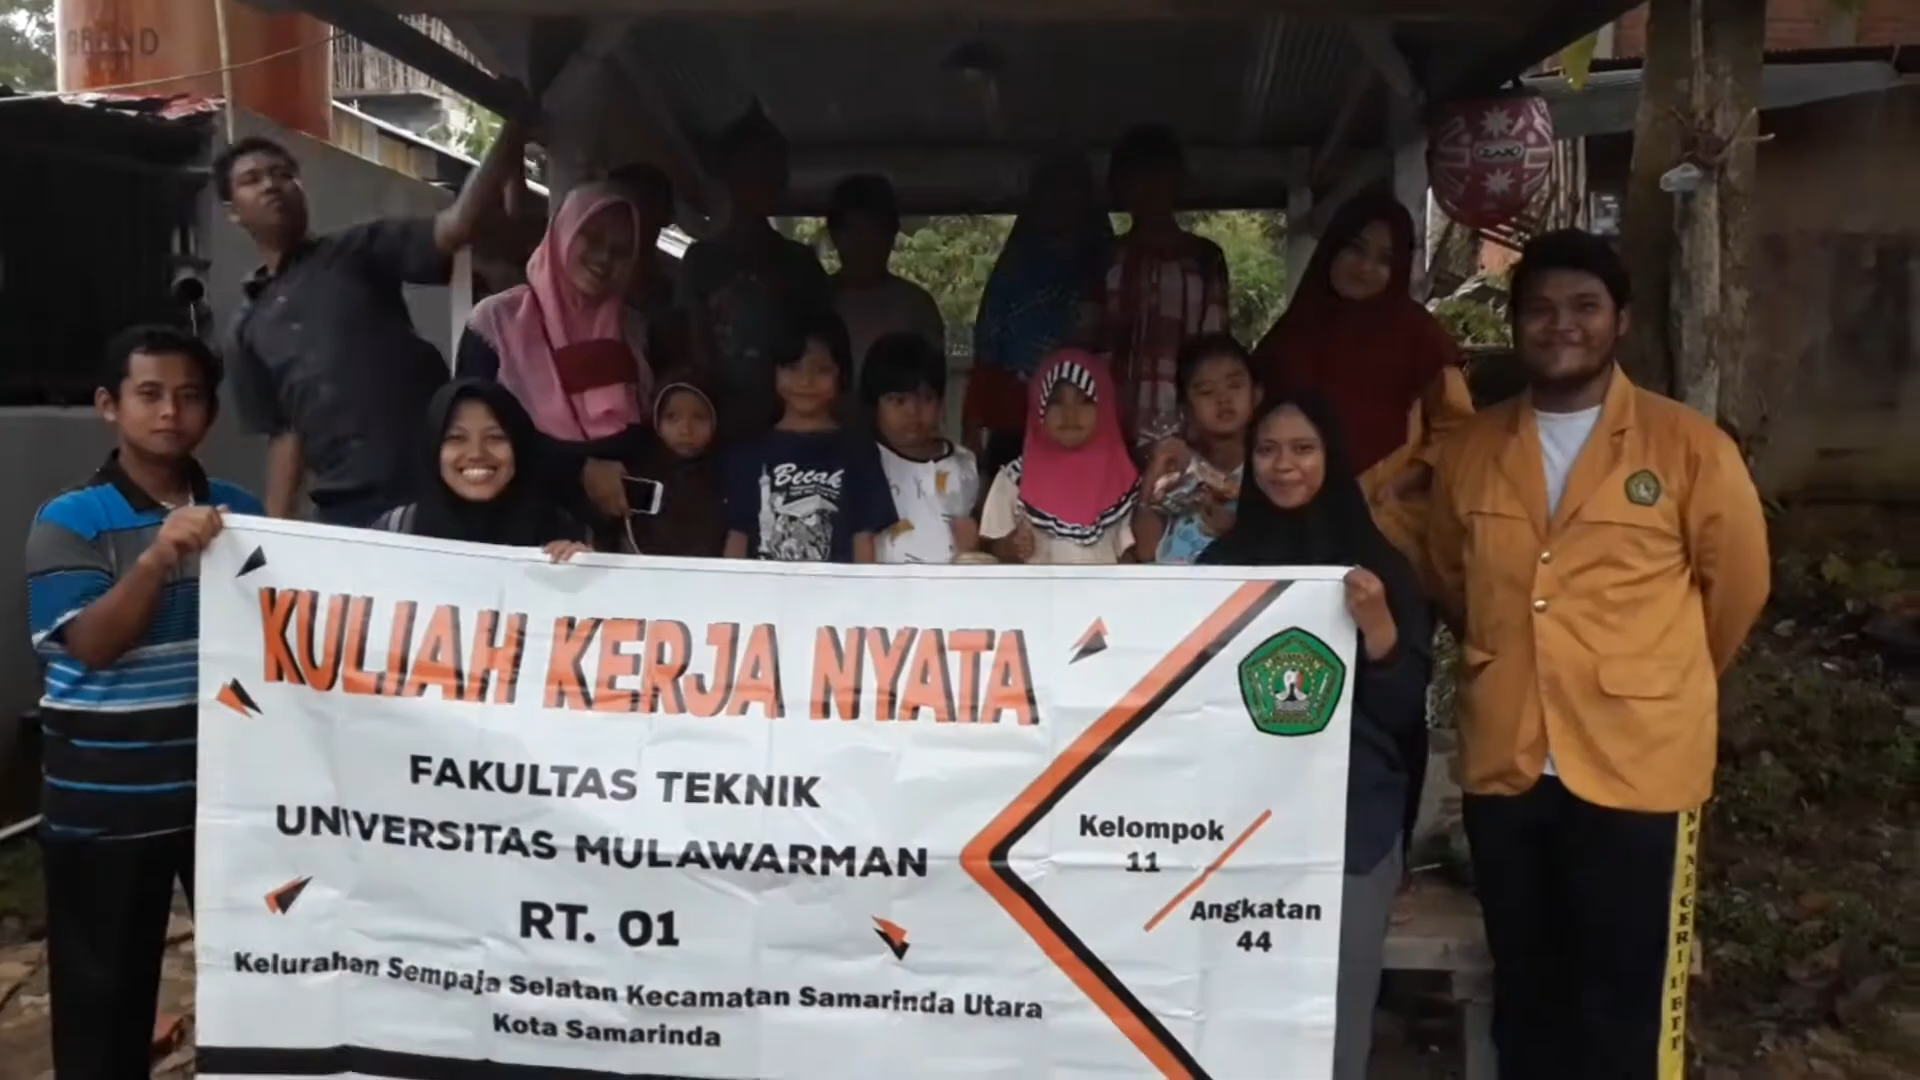 GRAND
Becak
KULIAH KERJA NYATA
FAKULTAS TEKNIK
UNIVERSITAS MULAWARMAN
RT. 01
Kelurahan Sempaja Selatan Kecamatan Samarinda Utara
Kota Samarinda
Kelompok
11
Angkatan
44